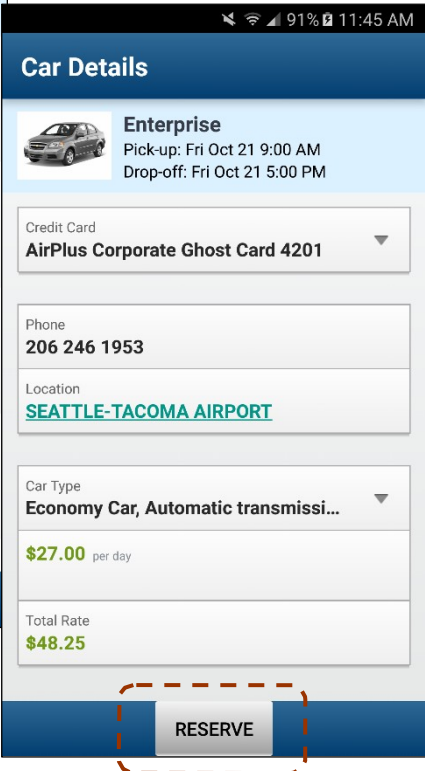 91% 11:45 AM
Car Details
Enterprise
Pick-up: Fri Oct 21 9:00 AM
Drop-off: Fri Oct 21 5:00 PM
Credit Card
AirPlus Corporate Ghost Card 4201
Phone
206 246 1953
Location
SEATTLE-TACOMA AIRPORT
Car Type
Economy Car, Automatic transmissi...
$27.00 per day
Total Rate
$48.25
RESERVE